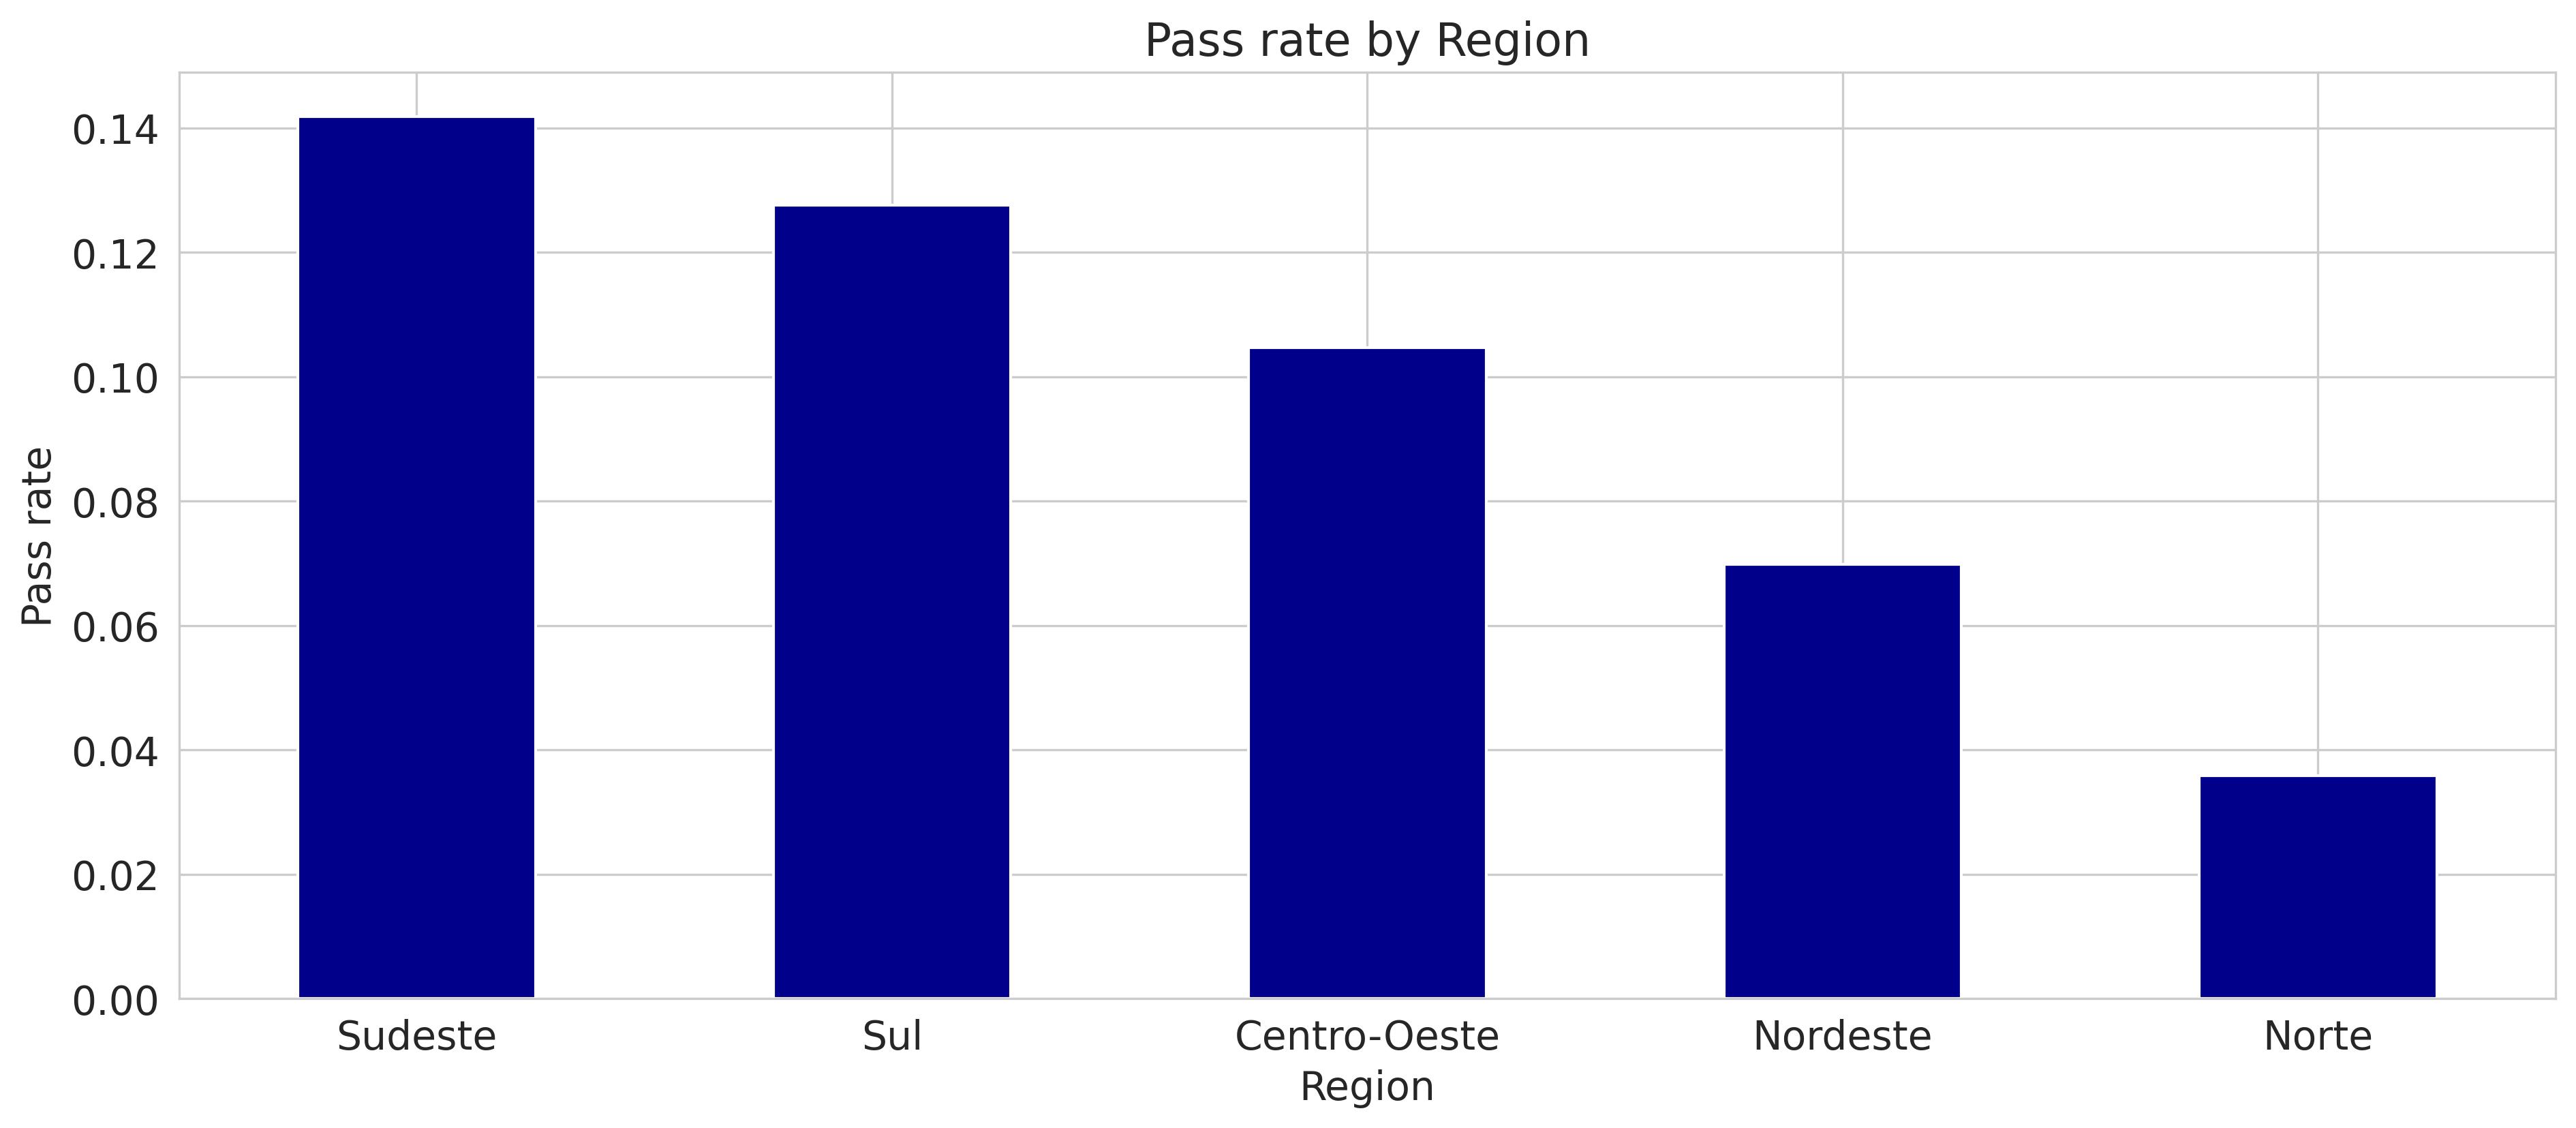 Pass rate by Region
Pass rate
0.14
0.12
0.10
0.08
0.06
0.04
0.02
0.00
Sudeste
Sul
Centro-Oeste
Nordeste
Norte
Region